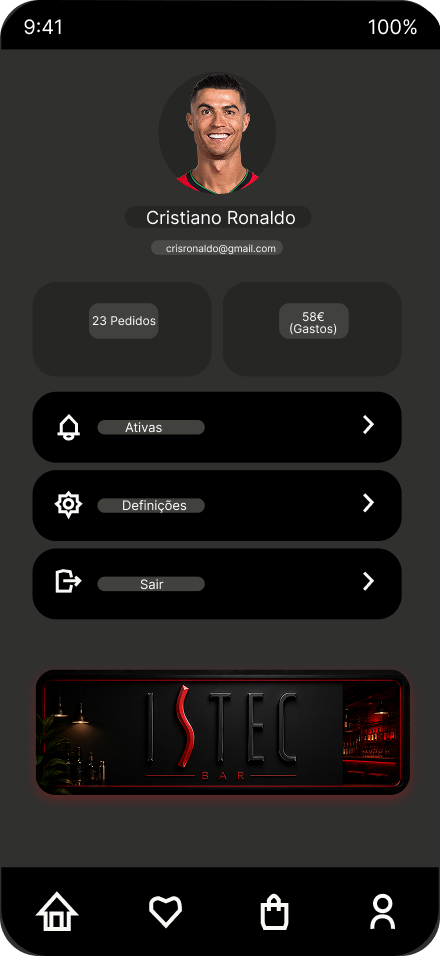 9:41
100%
Cristiano Ronaldo
crisronaldo@gmail.com
23 Pedidos
58€
(Gastos)
Ativas
Definições
Sair
ISTEC
BAR